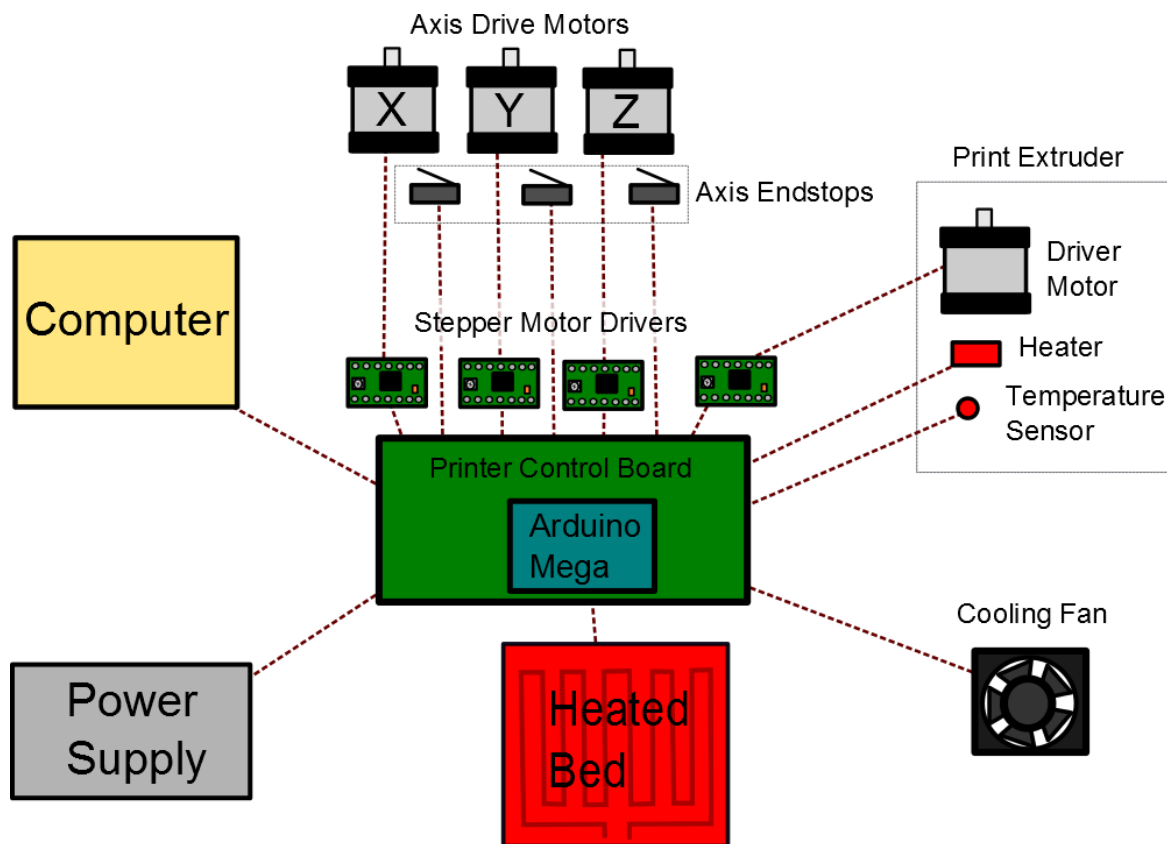 Axis Drive Motors
X
Y
Z
Print Extruder
Axis Endstops
Driver
Motor
Computer
Stepper Motor Drivers
Heater
Temperature
Sensor
Printer Control Board
Arduino
Mega
Cooling Fan
Power
Supply
Heated
Bed